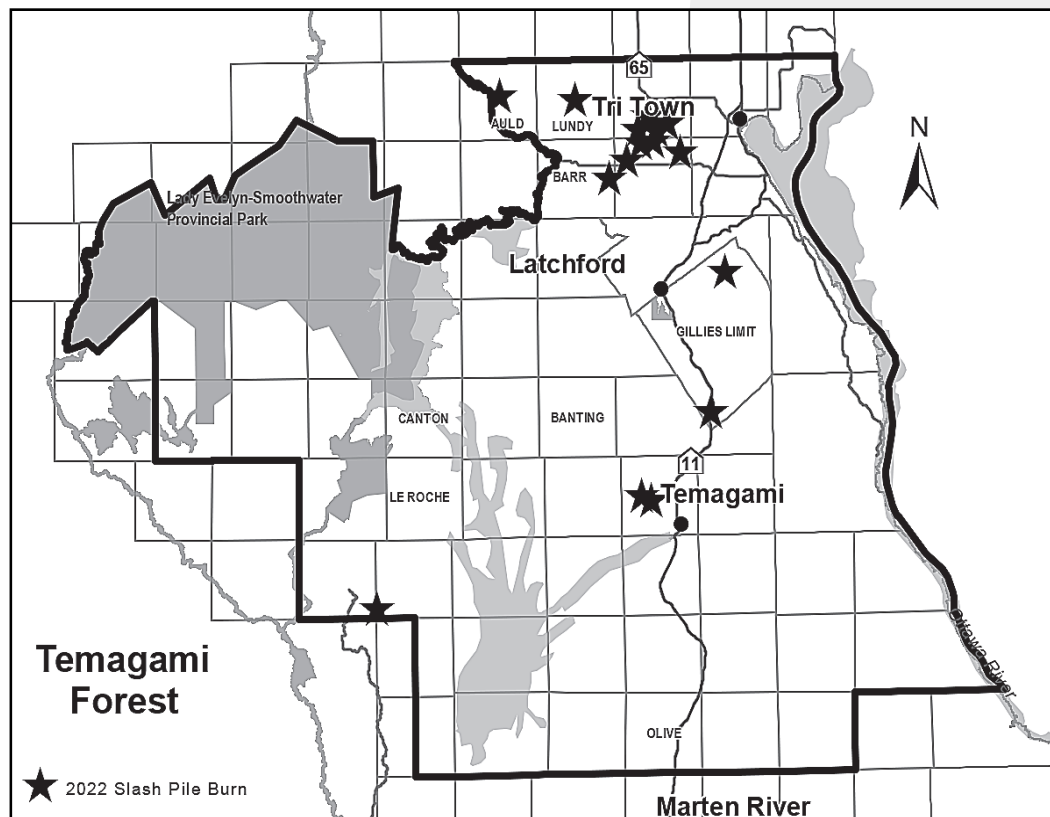 65
Tri Town
AULD
LUNDY
BARR
N
Lady Evelyn-Smoothwater
Provincial Park
Latchford
GILLIES LIMIT
CANTON
BANTING
11
LE ROCHE
Temagami
Ottawa River
Temagami
Forest
OLIVE
2022 Slash Pile Burn
Marten River